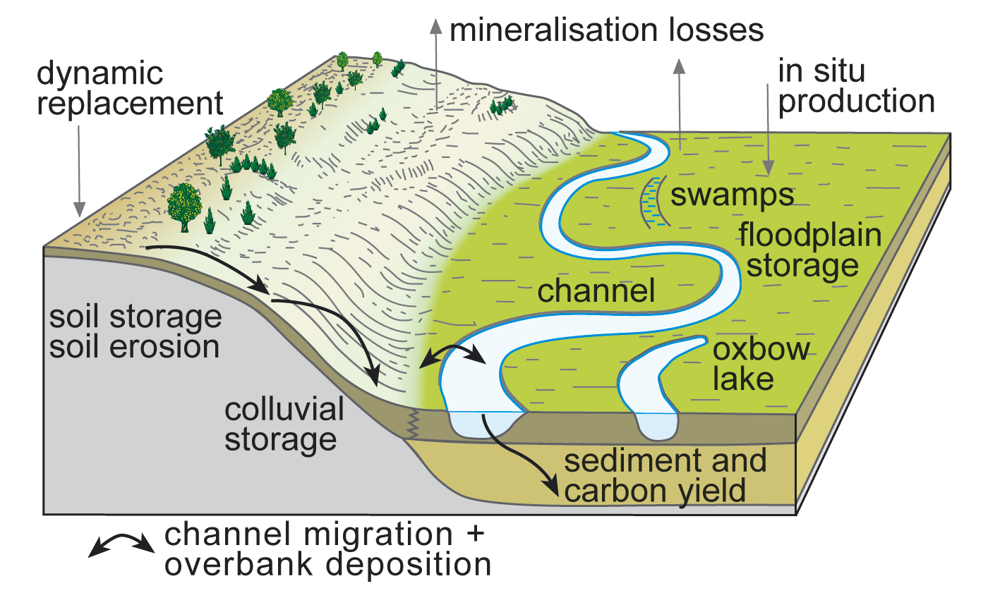 mineralisation losses
dynamic
replacement
in situ
production
swamps
floodplain
storage
channel
soil storage
soil erosion
oxbow
lake
colluvial
storage
sediment and
carbon yield
channel migration +
overbank deposition